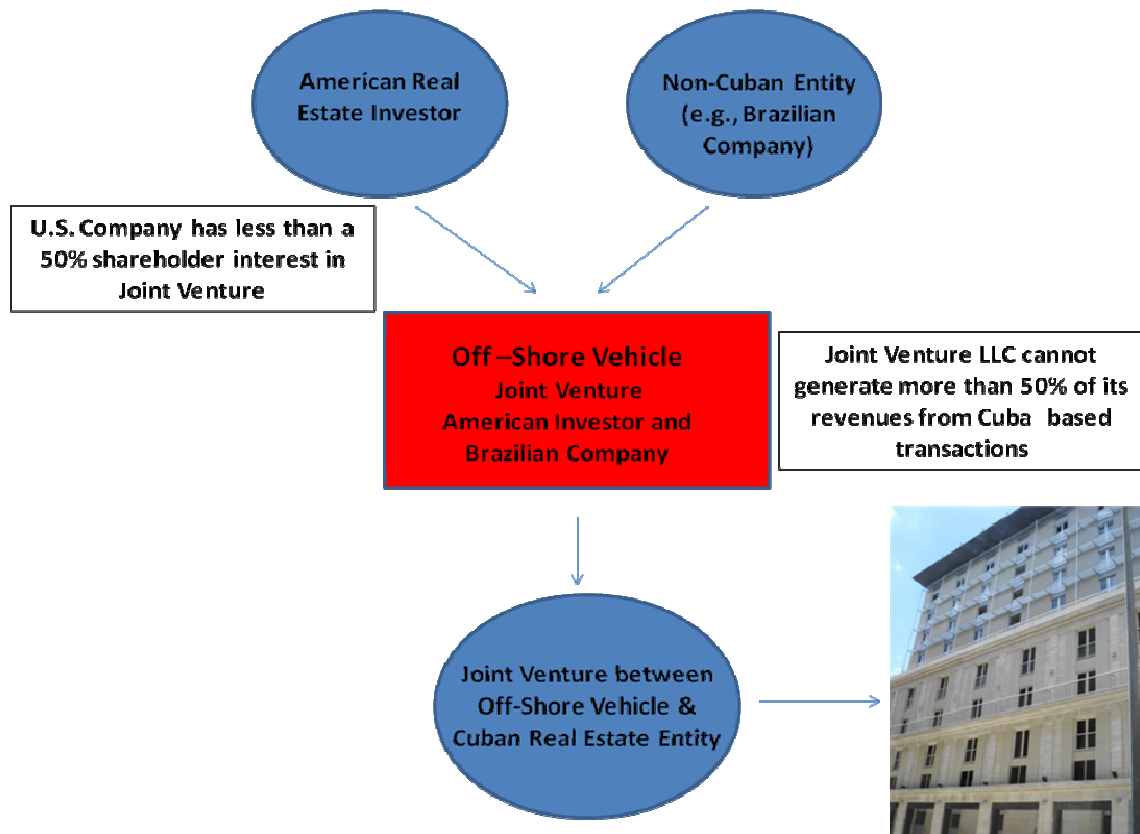 American Real
Estate Investor
Non-Cuban Entity
(e.g., Brazilian
Company)
U.S. Company has less than a
50% shareholder interest in
Joint Venture
Off –Shore Vehicle
Joint Venture
American Investor and
Brazilian Company
Joint Venture LLC cannot
generate more than 50% of its
revenues from Cuba based
transactions
Joint Venture between
Off-Shore Vehicle &
Cuban Real Estate Entity